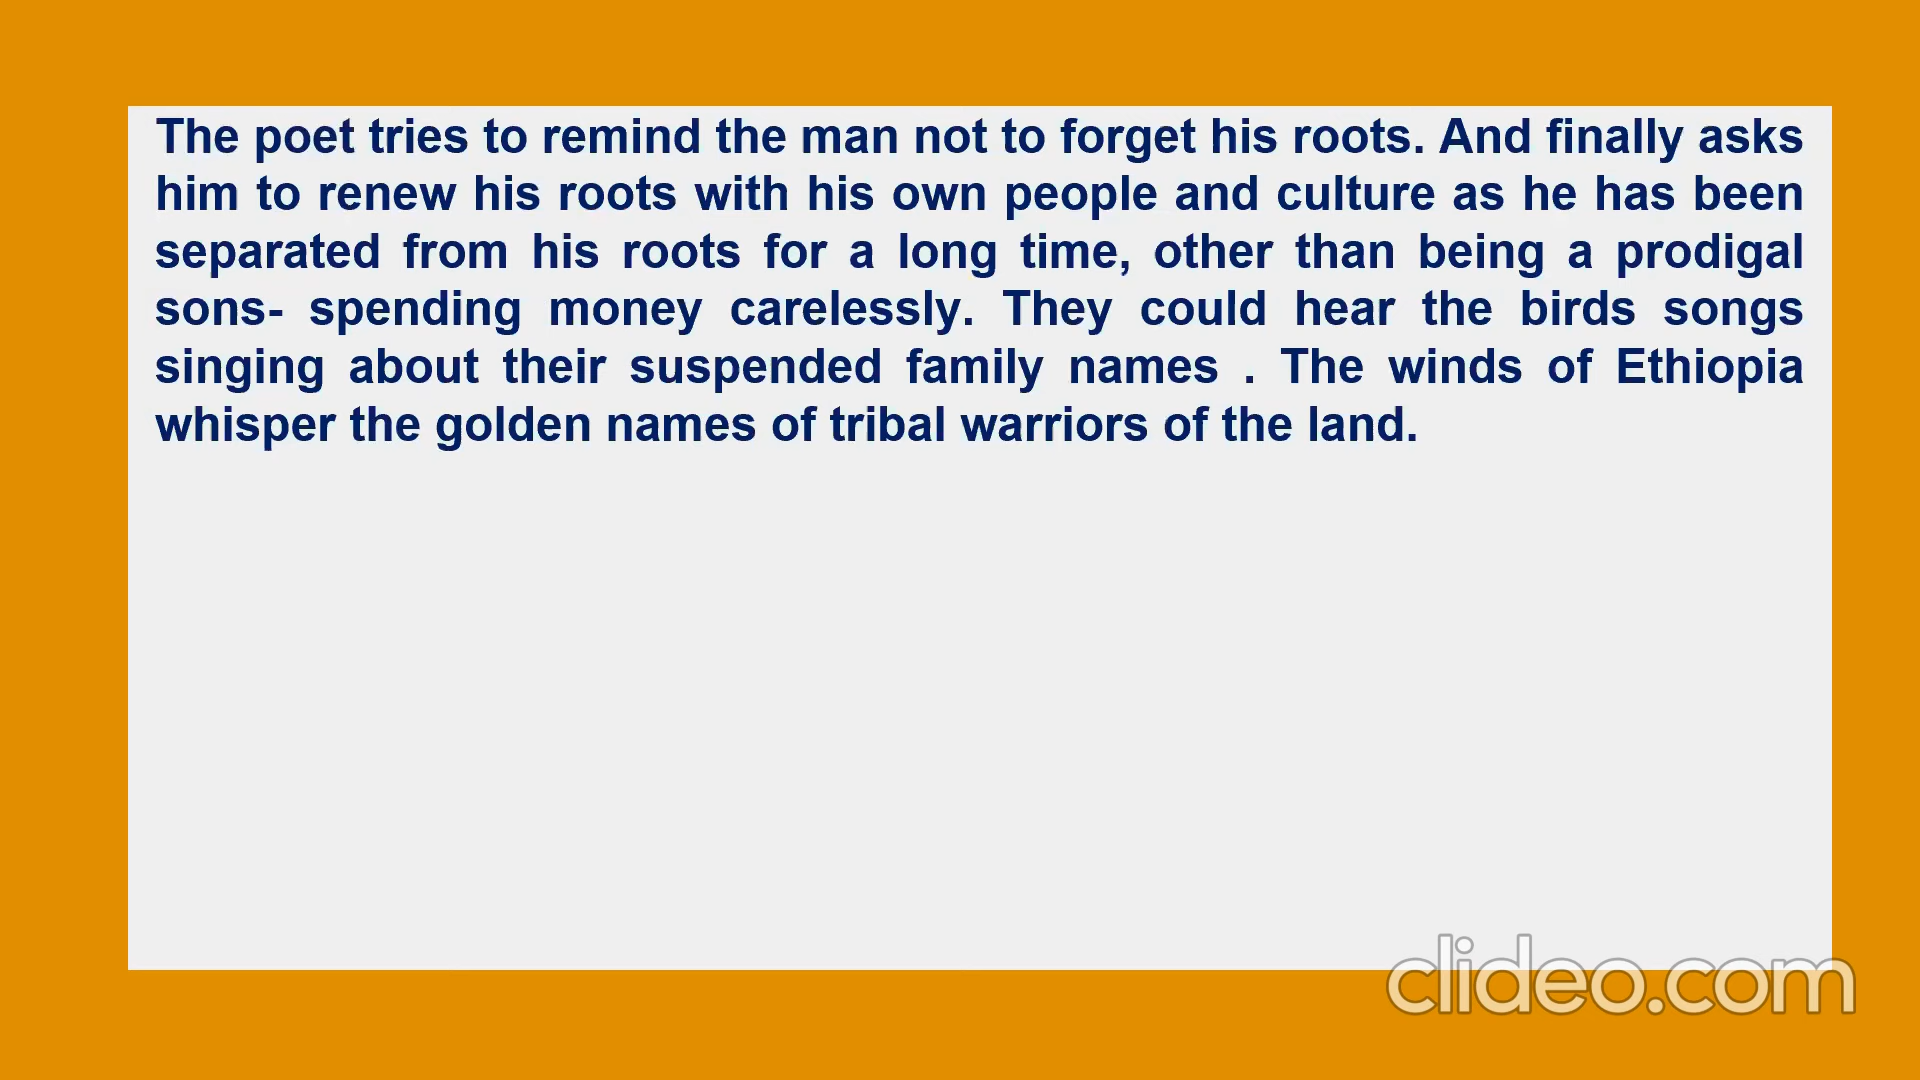 The poet tries to remind the man not to forget his roots. And finally asks
him to renew his roots with his own people and culture as he has been
separated from his roots for a long time, other than being a prodigal
sons- spending money carelessly. They could hear the birds songs
singing about their suspended family names . The winds of Ethiopia
whisper the golden names of tribal warriors of the land.
clideo.com